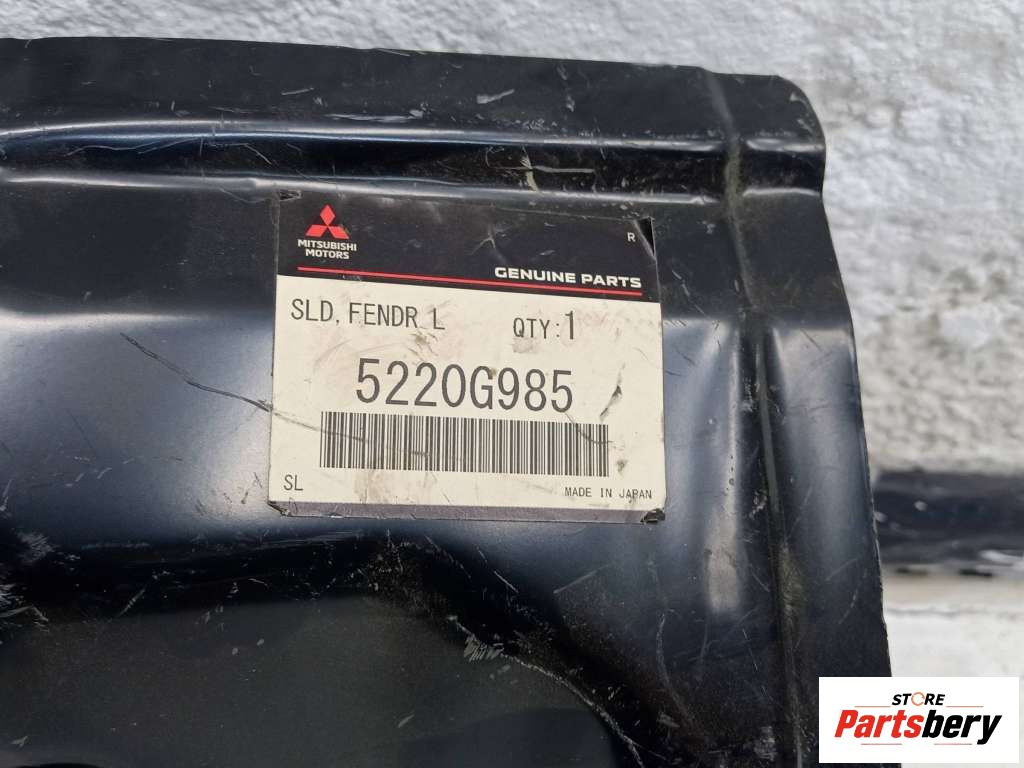 MITSUBISHI
MOTORS
R
GENUINE PARTS
SLD, FENDR L QTY:1
5220G985
SL
MADE IN JAPAN
STORE
Partsbery